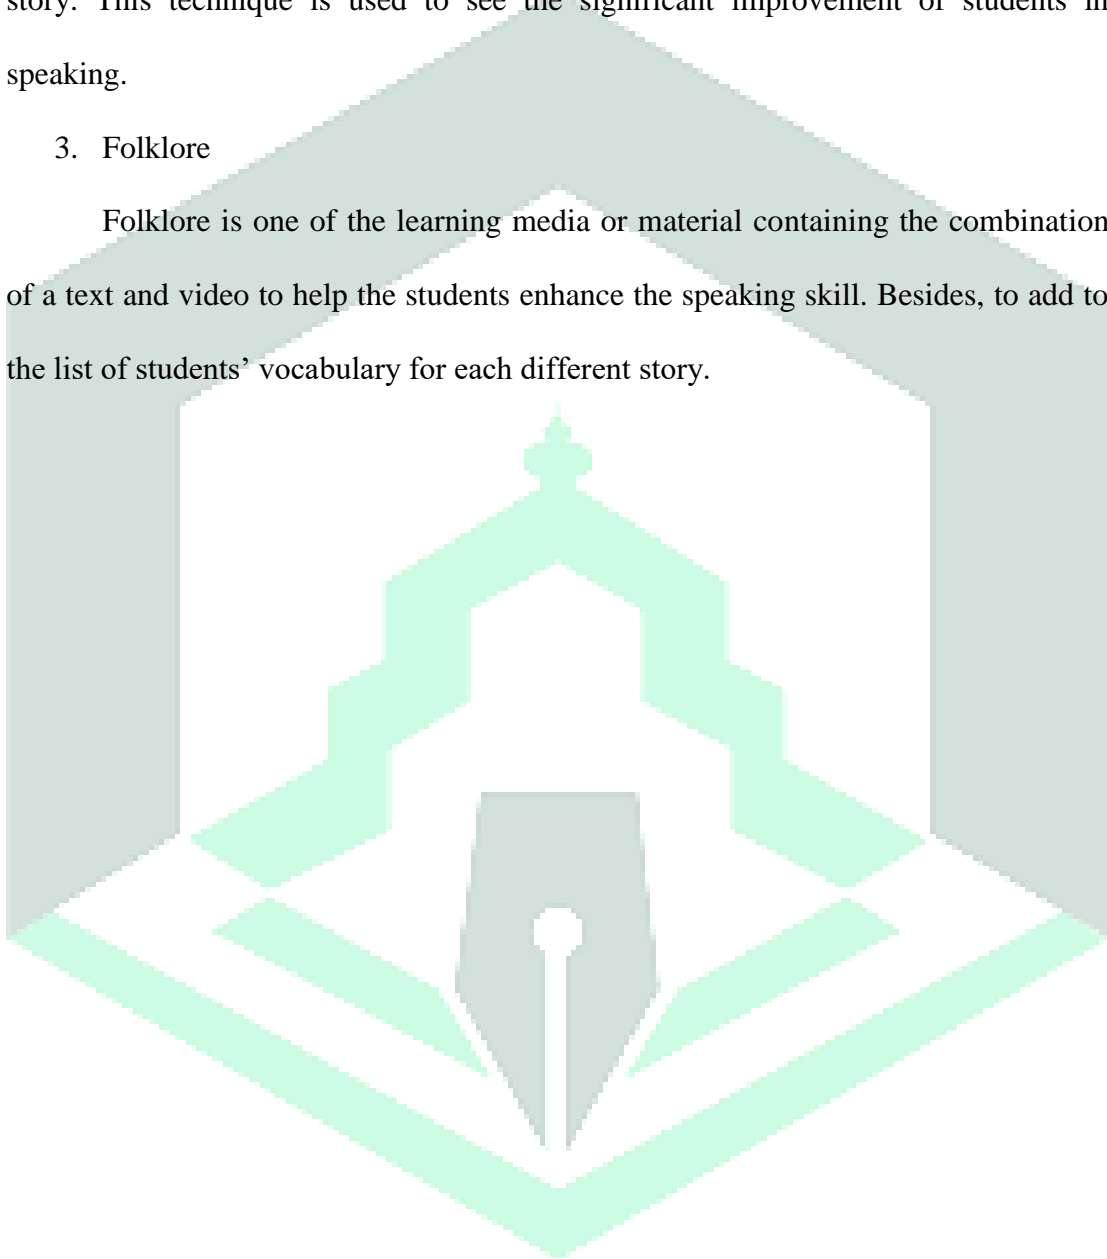 story. This technique is used to see the significant improvement of students in
speaking.
3. Folklore
Folklore is one of the learning media or material containing the combination
of a text and video to help the students enhance the speaking skill. Besides, to add to
the list of students’ vocabulary for each different story.